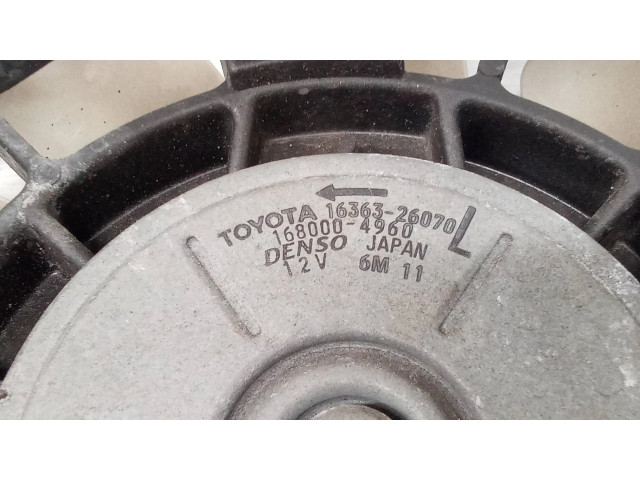 TOYOTA 16363-26070
168000-4960 L
DENSO JAPAN
12V 6M 11